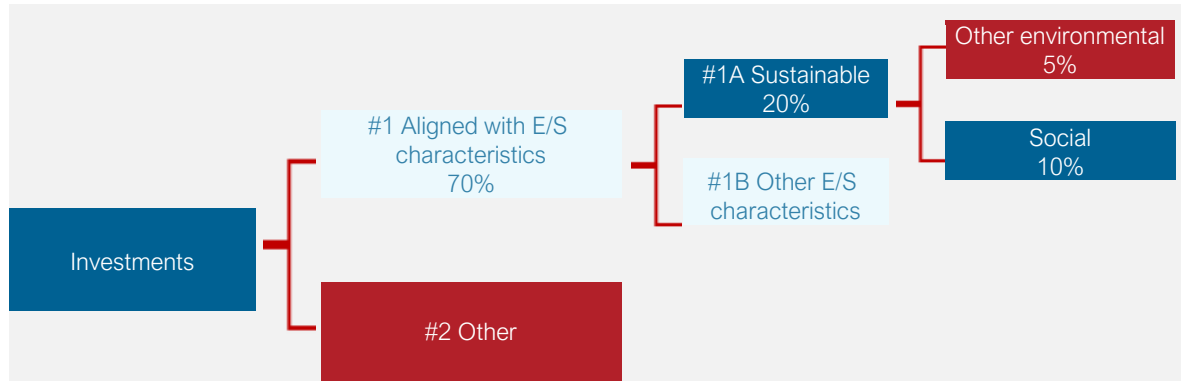 Investments
#1 Aligned with E/S
characteristics
70%
#2 Other
#1A Sustainable
20%
#1B Other E/S
characteristics
Other environmental
5%
Social
10%